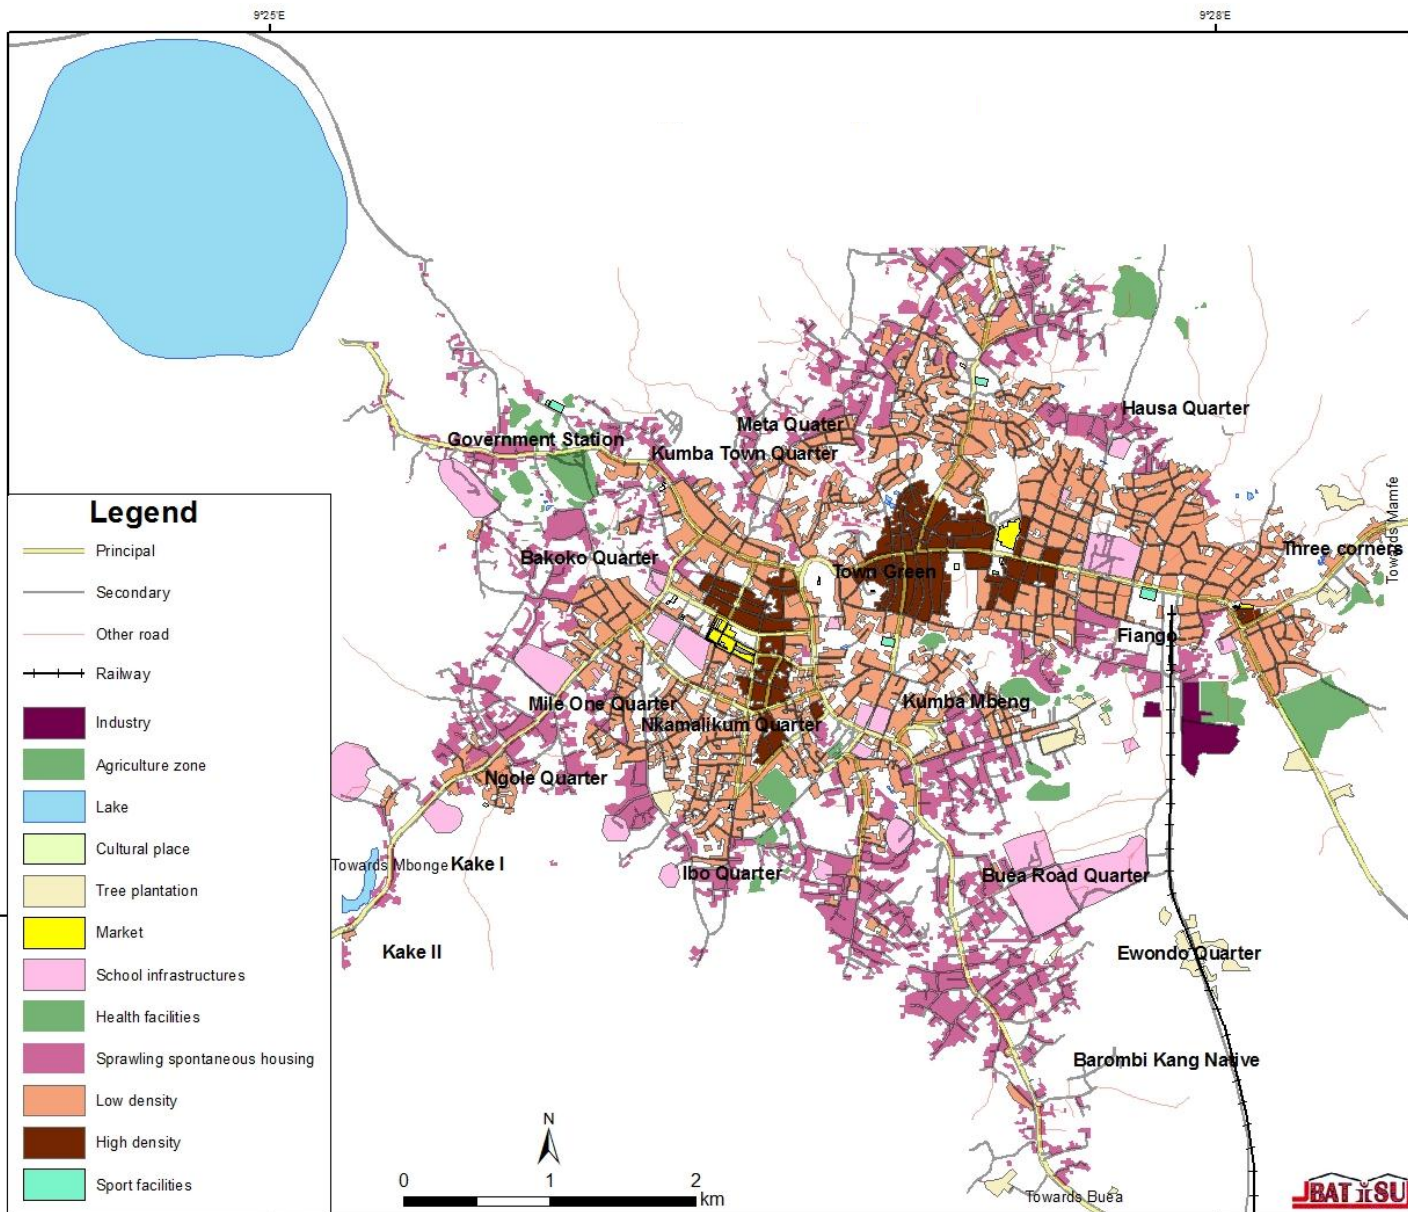 9°25'E
9°28'E
Hausa Quarter
Meta Quater
Government Station
Kumba Town Quarter
Towards Mamfe
Three corners
Bakoko Quarter
Town Green
Fiango
Mile One Quarter
Kumba Mbeng
Nkamalikum Quarter
Ngole Quarter
Towards Mbonge
Kake I
Ibo Quarter
Buea Road Quarter
Kake II
Ewondo Quarter
Barombi Kang Native
Towards Buea
Legend
Principal
Secondary
Other road
Railway
Industry
Agriculture zone
Lake
Cultural place
Tree plantation
Market
School infrastructures
Health facilities
Sprawling spontaneous housing
Low density
High density
Sport facilities
N
0 1 2
km
BATiSU